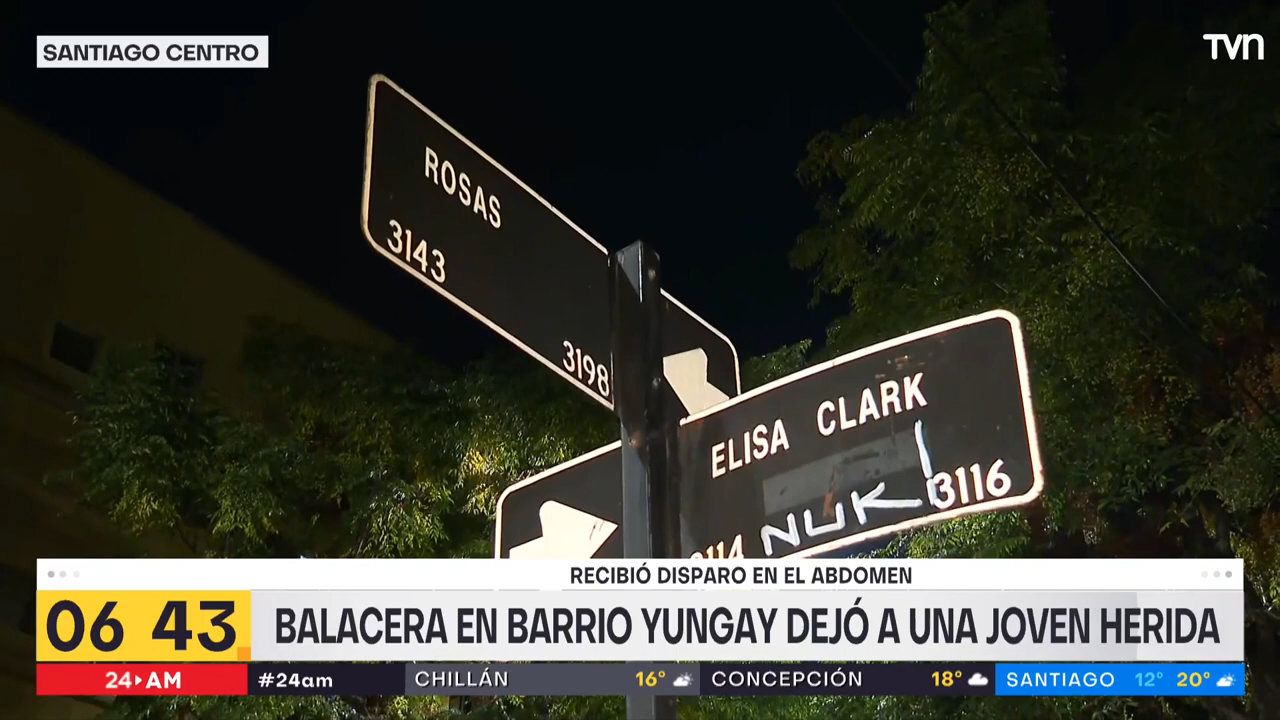 SANTIAGO CENTRO
TVN
ROSAS
3143
3198
ELISA CLARK
NUK
3116
RECIBIÓ DISPARO EN EL ABDOMEN
06 43
BALACERA EN BARRIO YUNGAY DEJÓ A UNA JOVEN HERIDA
24 AM #24am CHILLÁN 16° CONCEPCIÓN 18° SANTIAGO 12° 20°